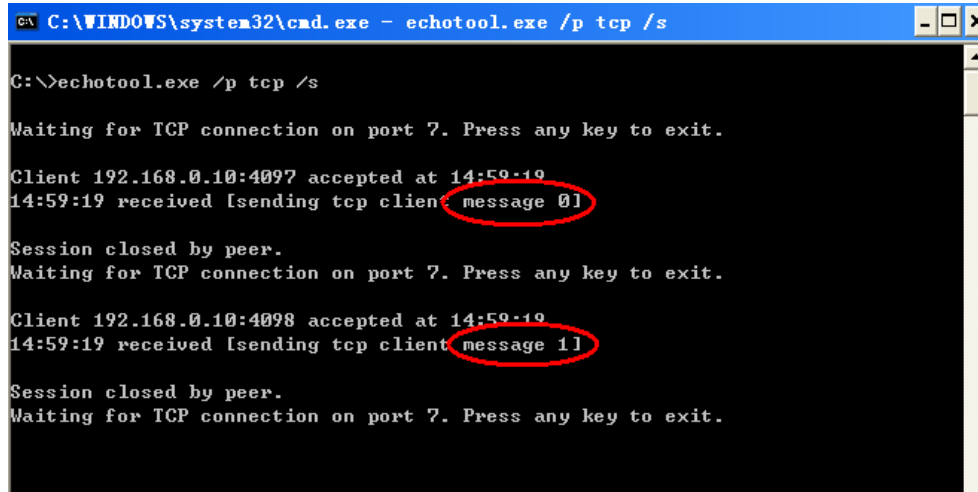 C:\WINDOWS\system32\cmd.exe - echotool.exe /p tcp /s
C:\>echotool.exe /p tcp /s
Waiting for TCP connection on port 7. Press any key to exit.
Client 192.168.0.10:4097 accepted at 14:59:19
14:59:19 received [sending tcp client message 0]
Session closed by peer.
Waiting for TCP connection on port 7. Press any key to exit.
Client 192.168.0.10:4098 accepted at 14:59:19
14:59:19 received [sending tcp client message 1]
Session closed by peer.
Waiting for TCP connection on port 7. Press any key to exit.